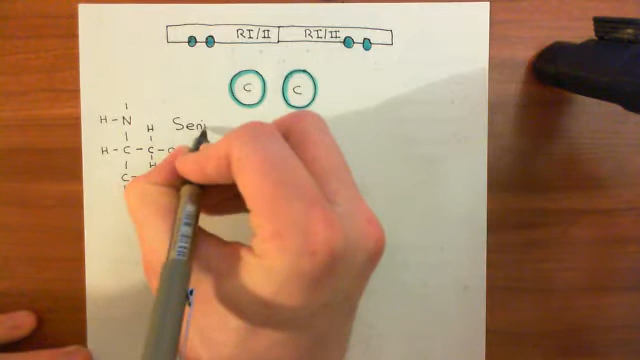 RI/II RI/II
C C
H-N
H
Seri
H-C-C-
H
C-